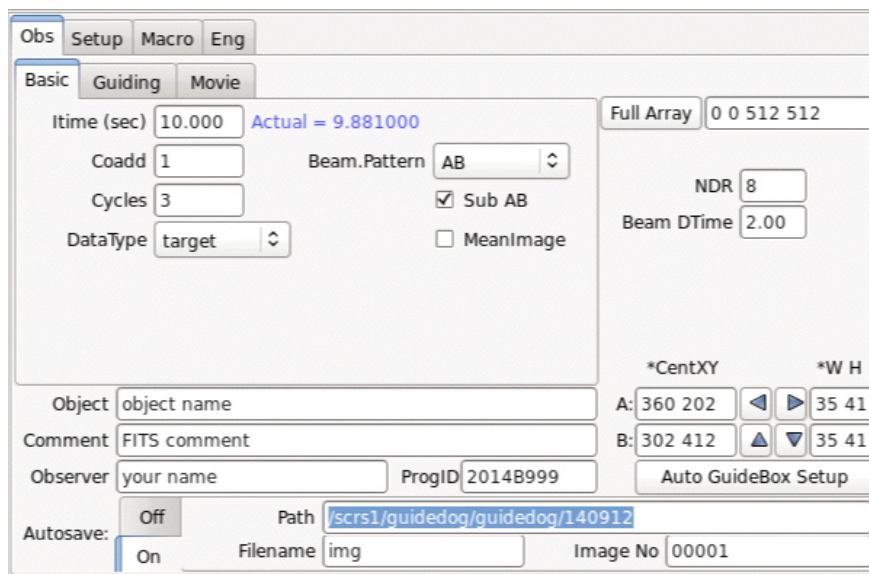 Obs Setup Macro Eng
Basic Guiding Movie
Itime (sec) 10.000 Actual = 9.881000
Coadd 1 Beam.Pattern AB
Cycles 3 Sub AB
DataType target MeanImage
Full Array 0 0 512 512
NDR 8
Beam DTime 2.00
*CentXY *W H
A: 360 202 35 41
B: 302 412 35 41
Auto GuideBox Setup
Object object name
Comment FITS comment
Observer your name ProgID 2014B999
Autosave: Off On
Path /scrs1/guidedog/guidedog/140912
Filename img Image No 00001